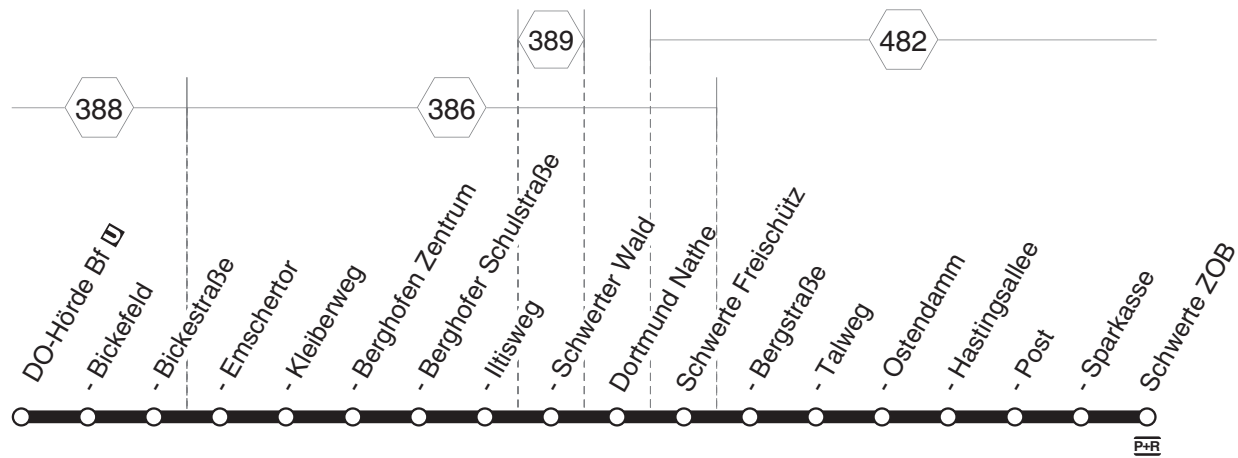 389
482
388
386
DO-Hörde Bf U
- Bickefeld
- Bickestraße
- Emschertor
- Kleiberweg
- Berghofen Zentrum
- Berghofer Schulstraße
- Iltisweg
- Schwerter Wald
Dortmund Nathe
Schwerte Freischütz
- Bergstraße
- Talweg
- Ostendamm
- Hastingsallee
- Post
- Sparkasse
Schwerte ZOB
P+R